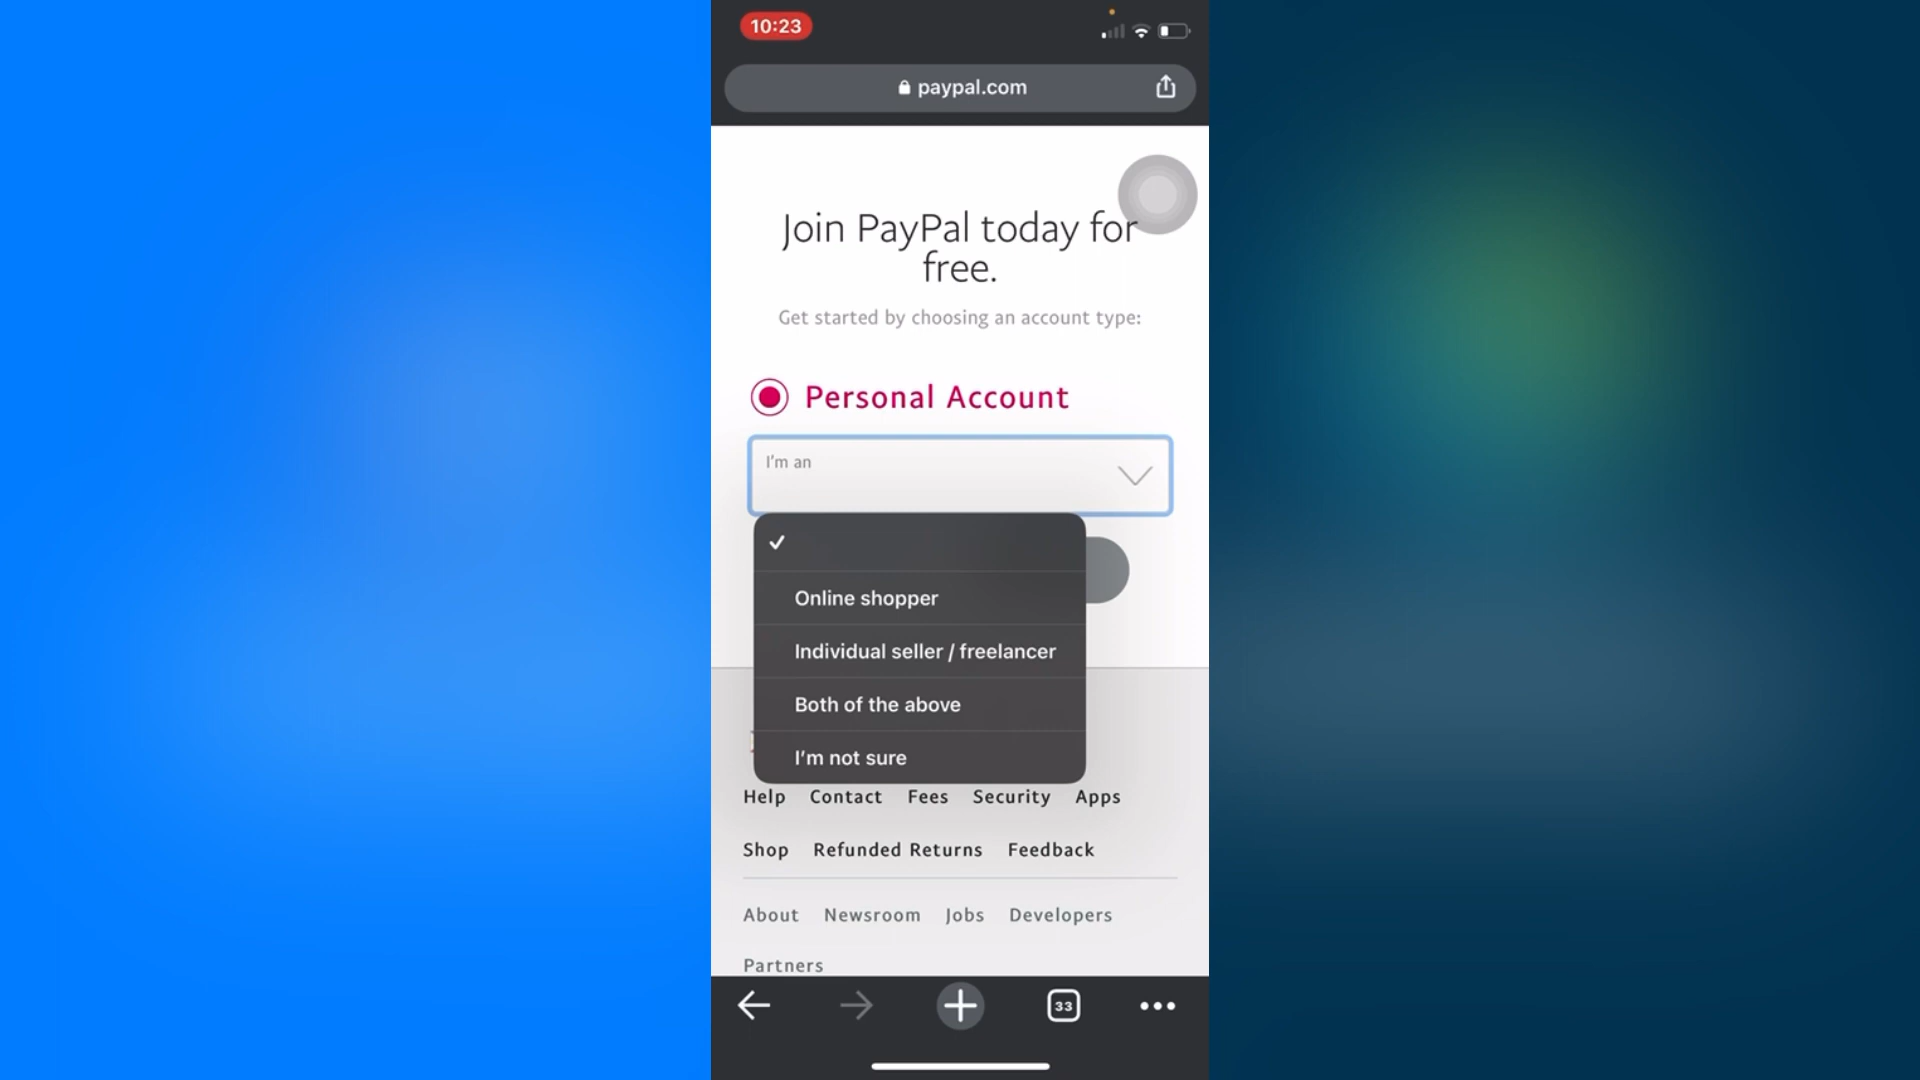 10:23
paypal.com
Join PayPal today for
free.
Get started by choosing an account type:
Personal Account
I'm an
Online shopper
Individual seller / freelancer
Both of the above
I'm not sure
Help Contact Fees Security Apps
Shop Refunded Returns Feedback
About Newsroom Jobs Developers
Partners
33